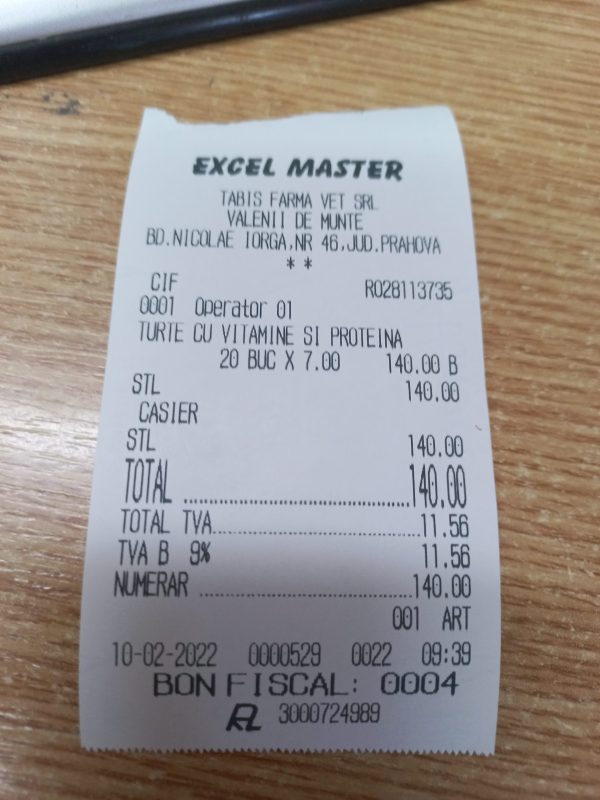 EXCEL MASTER
TABIS FARMA VET SRL
VALENII DE MUNTE
BD.NICOLAE IORGA,NR 46,JUD.PRAHOVA
* *
CIF RO28113735
0001 Operator 01
TURTE CU VITAMINE SI PROTEINA
20 BUC X 7.00 140.00 B
STL 140.00
CASIER
STL 140.00
TOTAL ........................140.00
TOTAL TVA........................11.56
TVA B 9% 11.56
NUMERAR ........................140.00
001 ART
10-02-2022 0000529 0022 09:39
BON FISCAL: 0004
3000724989